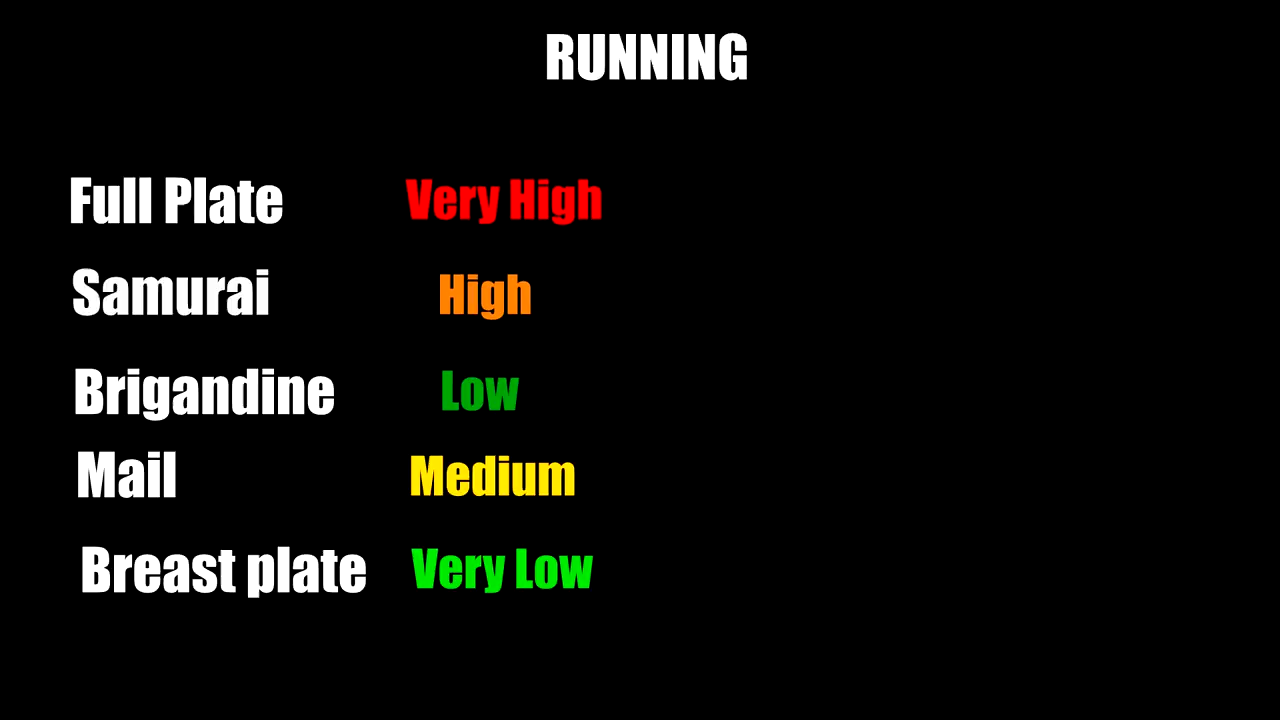 RUNNING
Full Plate Very High
Samurai High
Brigandine Low
Mail Medium
Breast plate Very Low